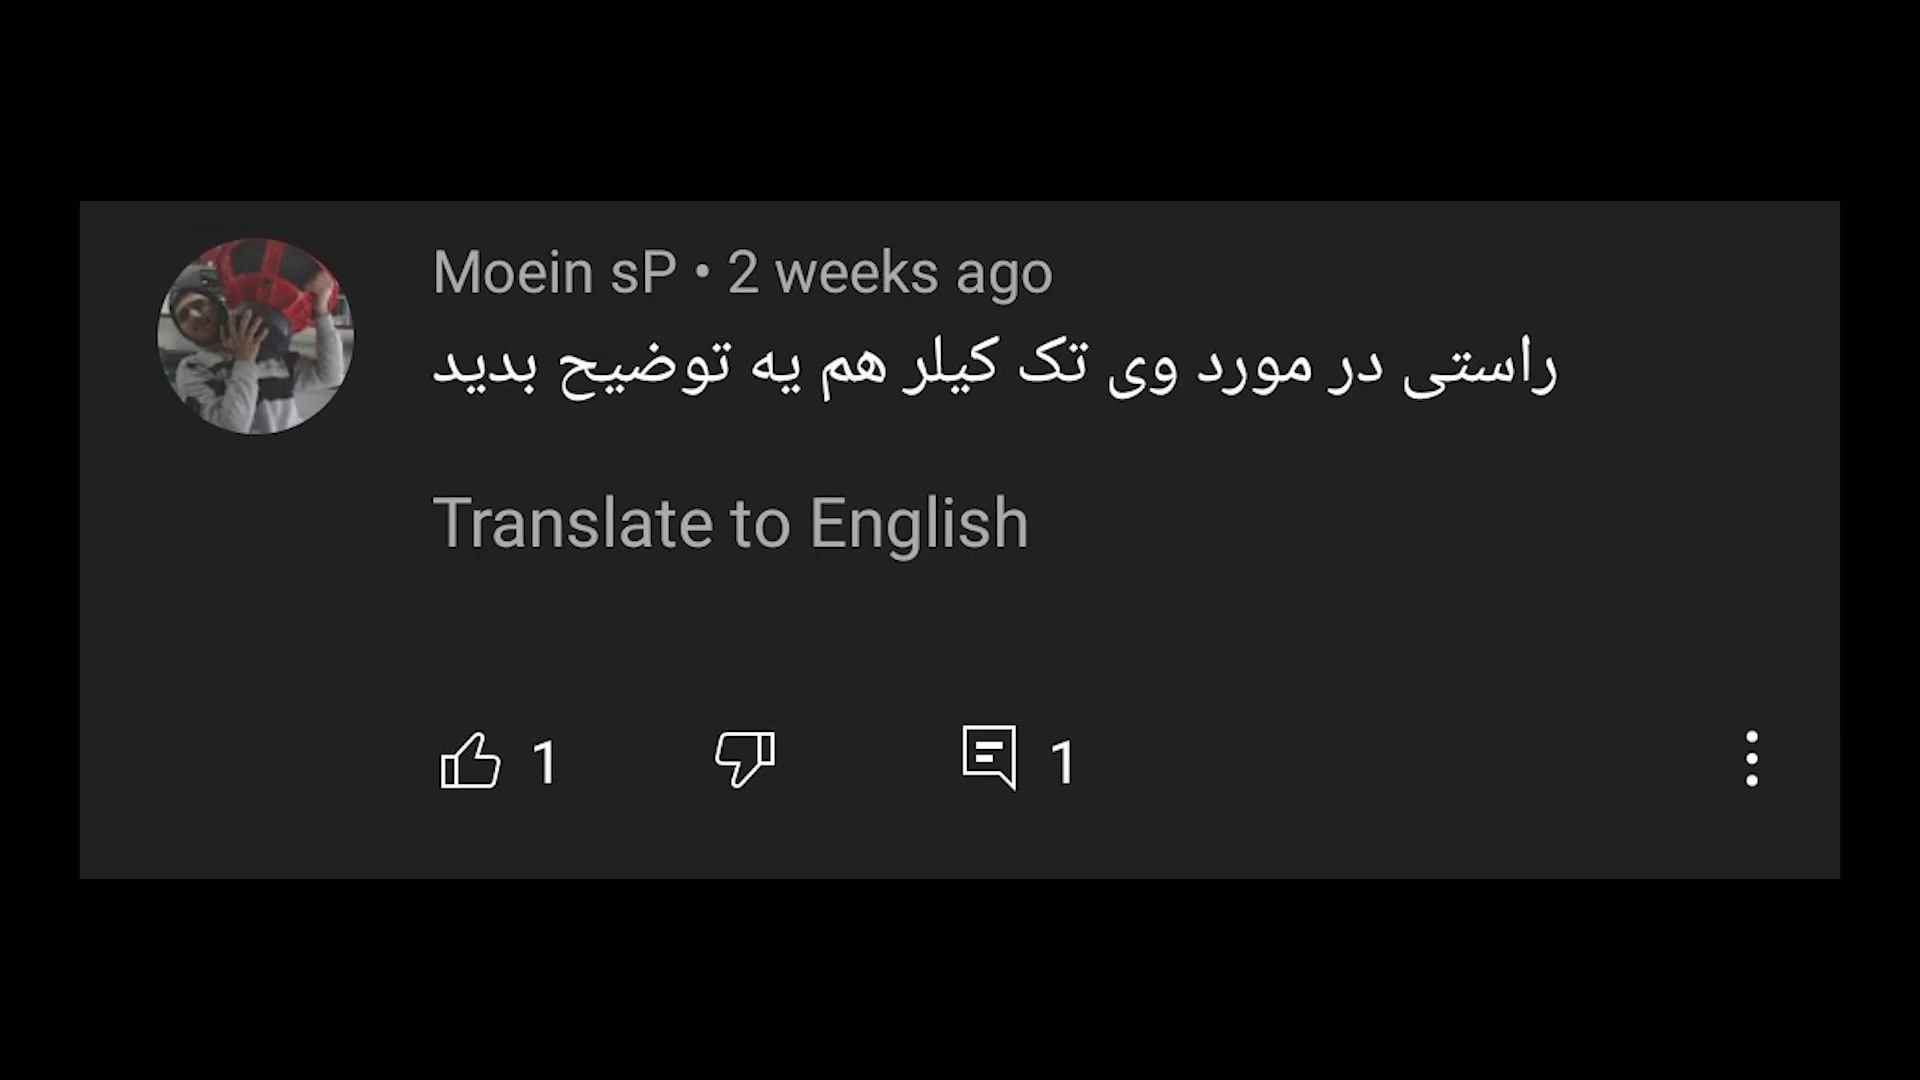 Moein sP • 2 weeks ago
راستی در مورد وی تک کیلر هم یه توضیح بدید
Translate to English
1 1